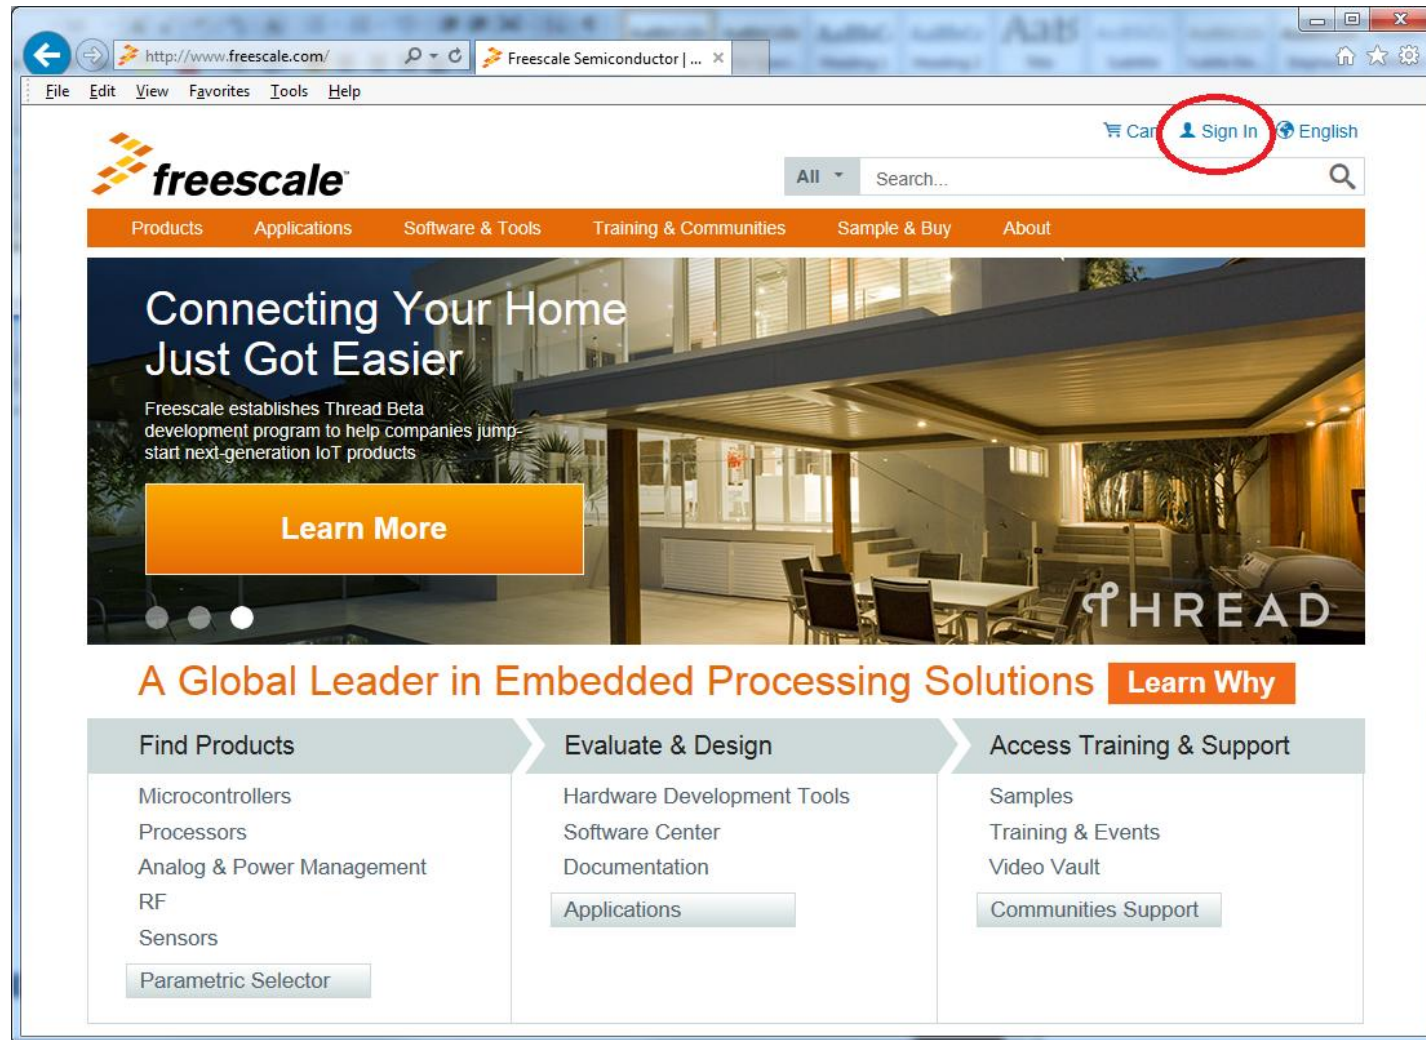 http://www.freescale.com/
Freescale Semiconductor | ...
File Edit View Favorites Tools Help
Car Sign In English
freescale™
All Search...
Products Applications Software & Tools Training & Communities Sample & Buy About
Connecting Your Home
Just Got Easier
Freescale establishes Thread Beta
development program to help companies jump-
start next-generation IoT products
Learn More
THREAD
A Global Leader in Embedded Processing Solutions Learn Why
Find Products
Microcontrollers
Processors
Analog & Power Management
RF
Sensors
Parametric Selector
Evaluate & Design
Hardware Development Tools
Software Center
Documentation
Applications
Access Training & Support
Samples
Training & Events
Video Vault
Communities Support